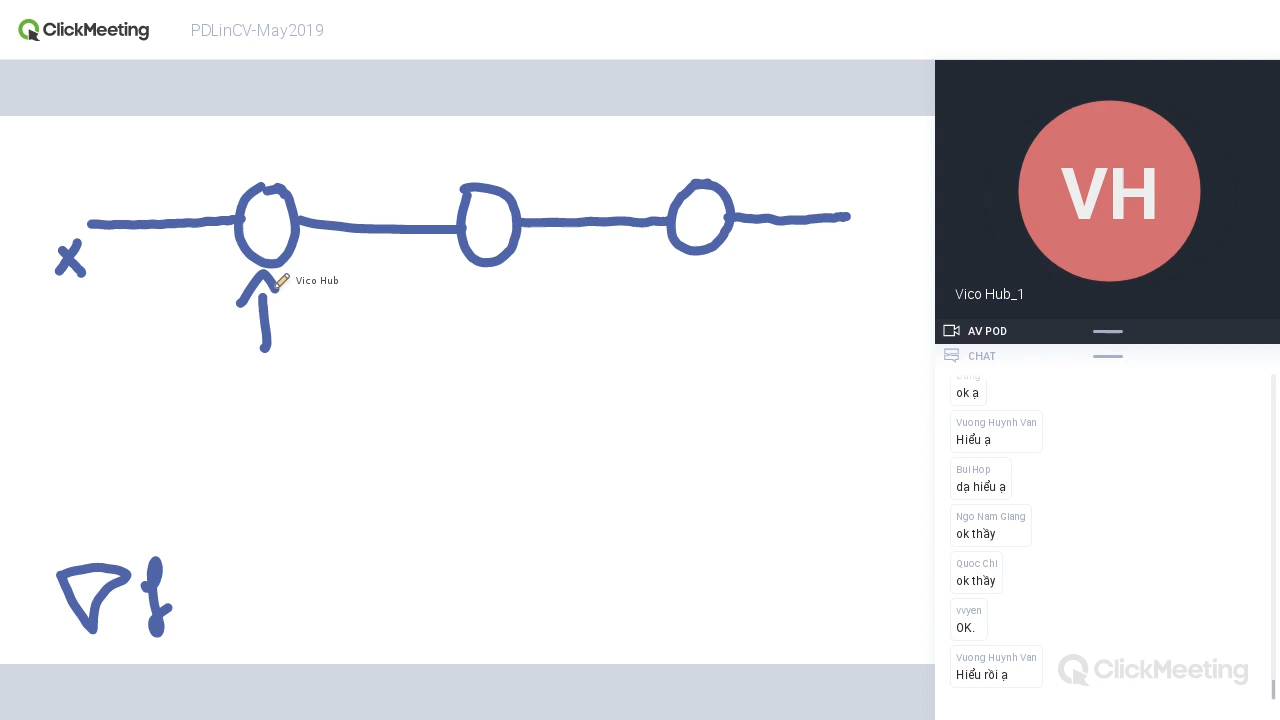 ClickMeeting
PDLinCV-May2019
x
Vico Hub
∇ f
VH
Vico Hub_1
AV POD
CHAT
ok ạ
Vuong Huynh Van
Hiểu ạ
Bui Hop
dạ hiểu ạ
Ngo Nam Giang
ok thầy
Quoc Chi
ok thầy
vvyen
OK.
Vuong Huynh Van
Hiểu rồi ạ
ClickMeeting